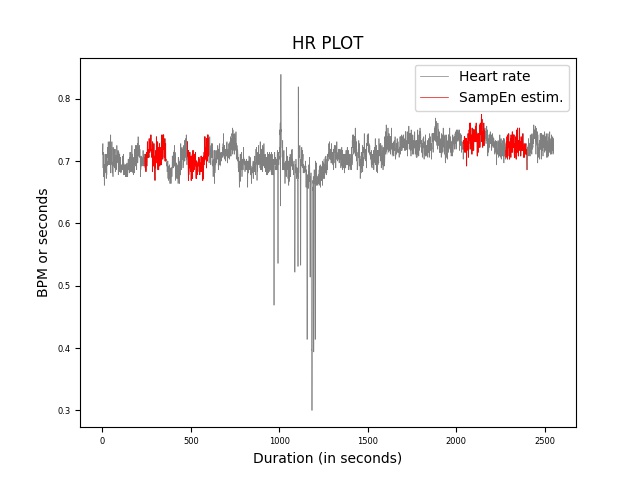 HR PLOT
Heart rate
SampEn estim.
BPM or seconds
0.8
0.7
0.6
0.5
0.4
0.3
0 500 1000 1500 2000 2500
Duration (in seconds)